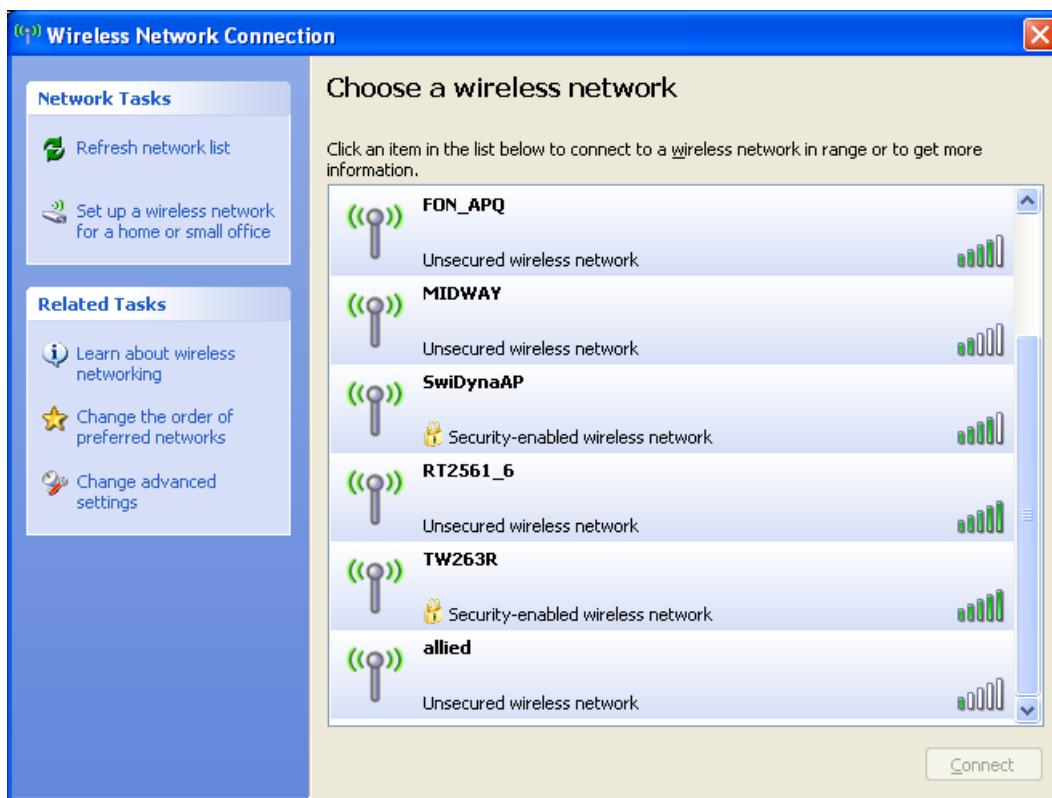 Wireless Network Connection
Network Tasks
Refresh network list
Set up a wireless network
for a home or small office
Related Tasks
Learn about wireless
networking
Change the order of
preferred networks
Change advanced
settings
Choose a wireless network
Click an item in the list below to connect to a wireless network in range or to get more
information.
FON_APQ
Unsecured wireless network
MIDWAY
Unsecured wireless network
SwiDynaAP
Security-enabled wireless network
RT2561_6
Unsecured wireless network
TW263R
Security-enabled wireless network
allied
Unsecured wireless network
Connect